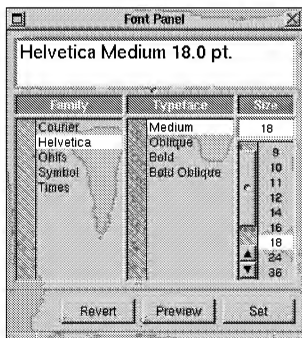 Font Panel
Helvetica Medium 18.0 pt.
Family
Typeface
Size
Courier
Helvetica
Ohlfs
Symbol
Times
Medium
Oblique
Bold
Bold Oblique
18
9
10
11
12
14
16
18
24
36
Revert
Preview
Set